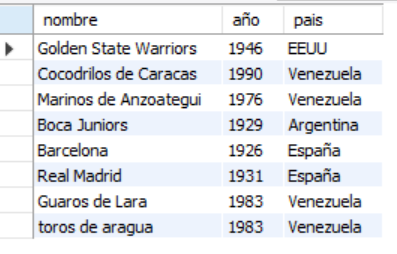 nombre año pais
Golden State Warriors 1946 EEUU
Cocodrilos de Caracas 1990 Venezuela
Marinos de Anzoategui 1976 Venezuela
Boca Juniors 1929 Argentina
Barcelona 1926 España
Real Madrid 1931 España
Guaros de Lara 1983 Venezuela
toros de aragua 1983 Venezuela